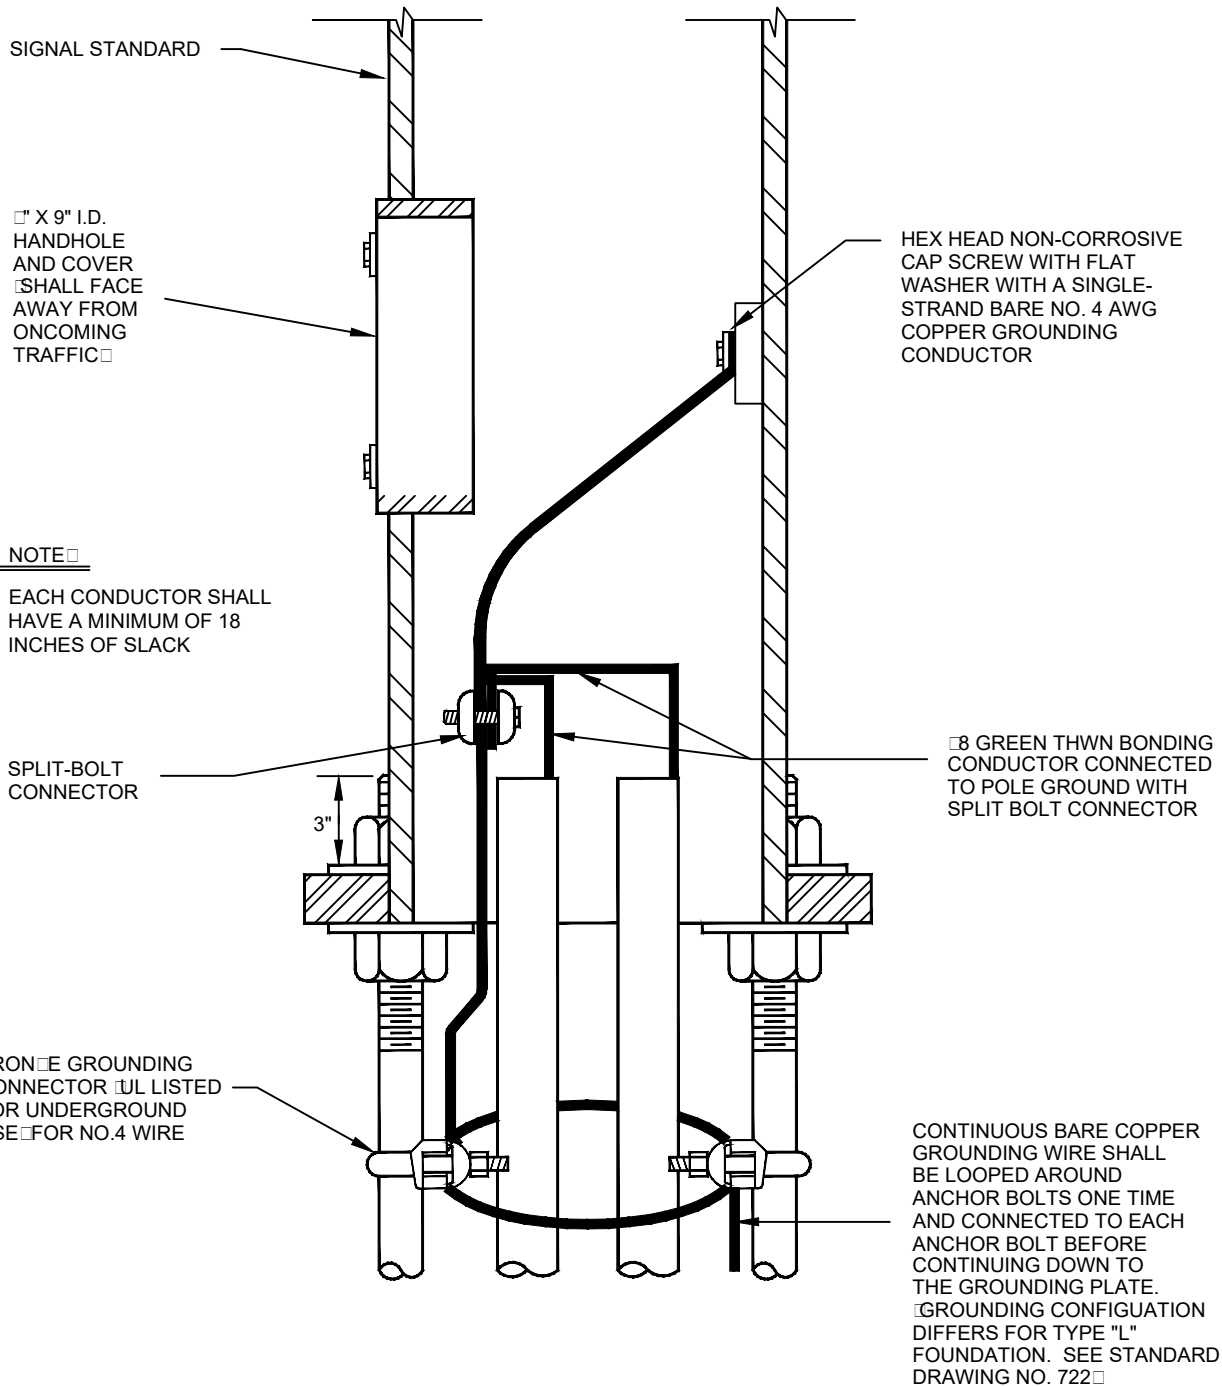 SIGNAL STANDARD
□" X 9" I.D.
HANDHOLE
AND COVER
□SHALL FACE
AWAY FROM
ONCOMING
TRAFFIC□
HEX HEAD NON-CORROSIVE
CAP SCREW WITH FLAT
WASHER WITH A SINGLE-
STRAND BARE NO. 4 AWG
COPPER GROUNDING
CONDUCTOR
NOTE□
EACH CONDUCTOR SHALL
HAVE A MINIMUM OF 18
INCHES OF SLACK
SPLIT-BOLT
CONNECTOR
3"
□8 GREEN THWN BONDING
CONDUCTOR CONNECTED
TO POLE GROUND WITH
SPLIT BOLT CONNECTOR
RON□E GROUNDING
ONNECTOR □UL LISTED
OR UNDERGROUND
SE□FOR NO.4 WIRE
CONTINUOUS BARE COPPER
GROUNDING WIRE SHALL
BE LOOPED AROUND
ANCHOR BOLTS ONE TIME
AND CONNECTED TO EACH
ANCHOR BOLT BEFORE
CONTINUING DOWN TO
THE GROUNDING PLATE.
□GROUNDING CONFIGUATION
DIFFERS FOR TYPE "L"
FOUNDATION. SEE STANDARD
DRAWING NO. 722□